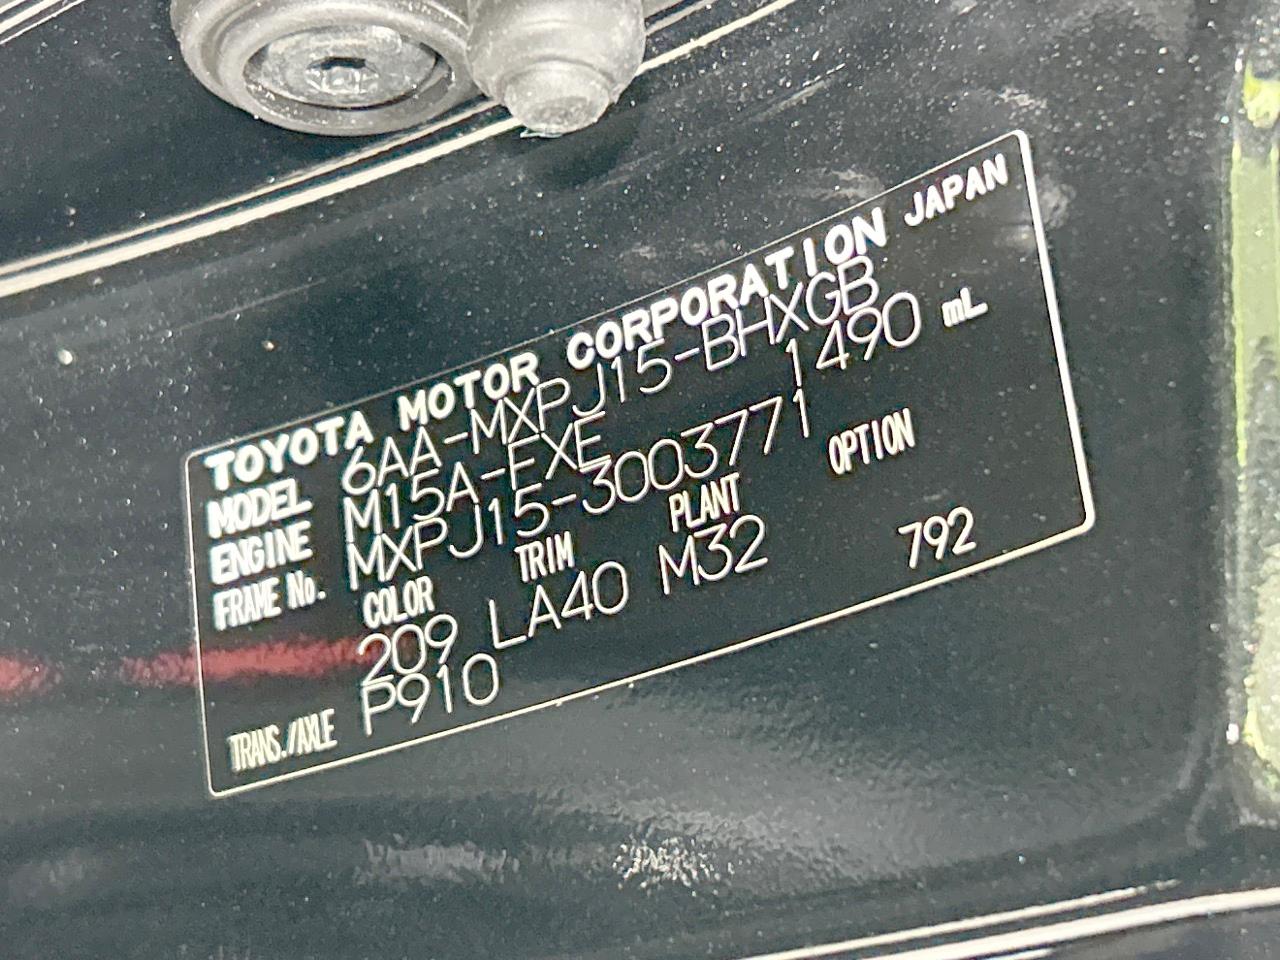 TOYOTA MOTOR CORPORATION JAPAN
MODEL 6AA-MXPJ15-BHXGB
ENGINE M15A-FXE 1490 mL
FRAME No. MXPJ15-3003771
COLOR TRIM PLANT OPTION
209 LA40 M32 792
TRANS./AXLE P910